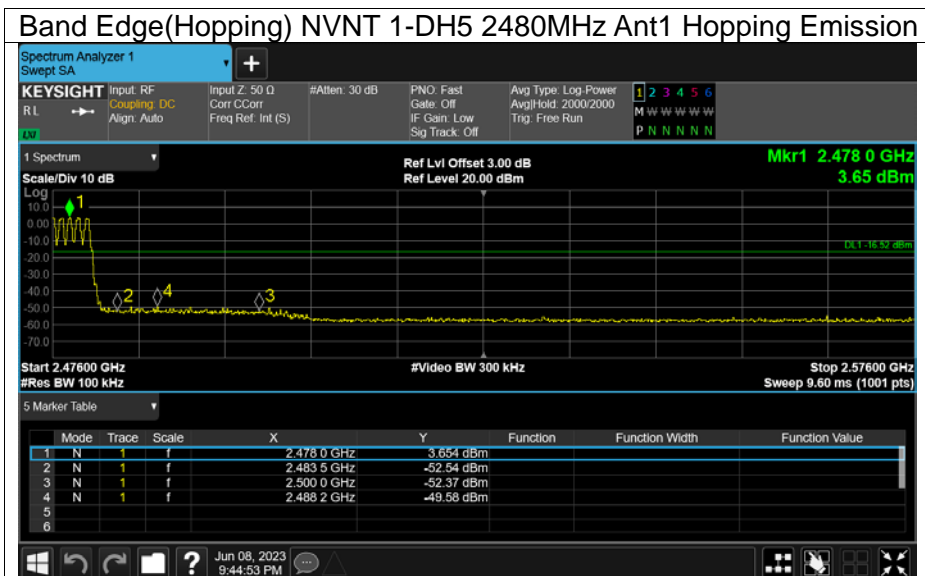 Band Edge(Hopping) NVNT 1-DH5 2480MHz Ant1 Hopping Emission
Spectrum Analyzer 1
Swept SA
+
KEYSIGHT Input: RF Input Z: 50 Ω #Atten: 30 dB PNO: Fast Avg Type: Log-Power 1 2 3 4 5 6
RL Coupling: DC Corr CCorr Gate: Off Avg|Hold: 2000/2000 M W W W W W
Align: Auto Freq Ref: Int (S) IF Gain: Low Trig: Free Run
LXI Sig Track: Off P N N N N N
1 Spectrum Ref Lvl Offset 3.00 dB Mkr1 2.478 0 GHz
Scale/Div 10 dB Ref Level 20.00 dBm 3.65 dBm
Log
10.0
0.00
-10.0
-20.0
-30.0
-40.0
-50.0
-60.0
-70.0
1
DL1 -16.52 dBm
2 4 3
Start 2.47600 GHz #Video BW 300 kHz Stop 2.57600 GHz
#Res BW 100 kHz Sweep 9.60 ms (1001 pts)
5 Marker Table
Mode Trace Scale X Y Function Function Width Function Value
1 N 1 f 2.478 0 GHz 3.654 dBm
2 N 1 f 2.483 5 GHz -52.54 dBm
3 N 1 f 2.500 0 GHz -52.37 dBm
4 N 1 f 2.488 2 GHz -49.58 dBm
5
6
? Jun 08, 2023
9:44:53 PM